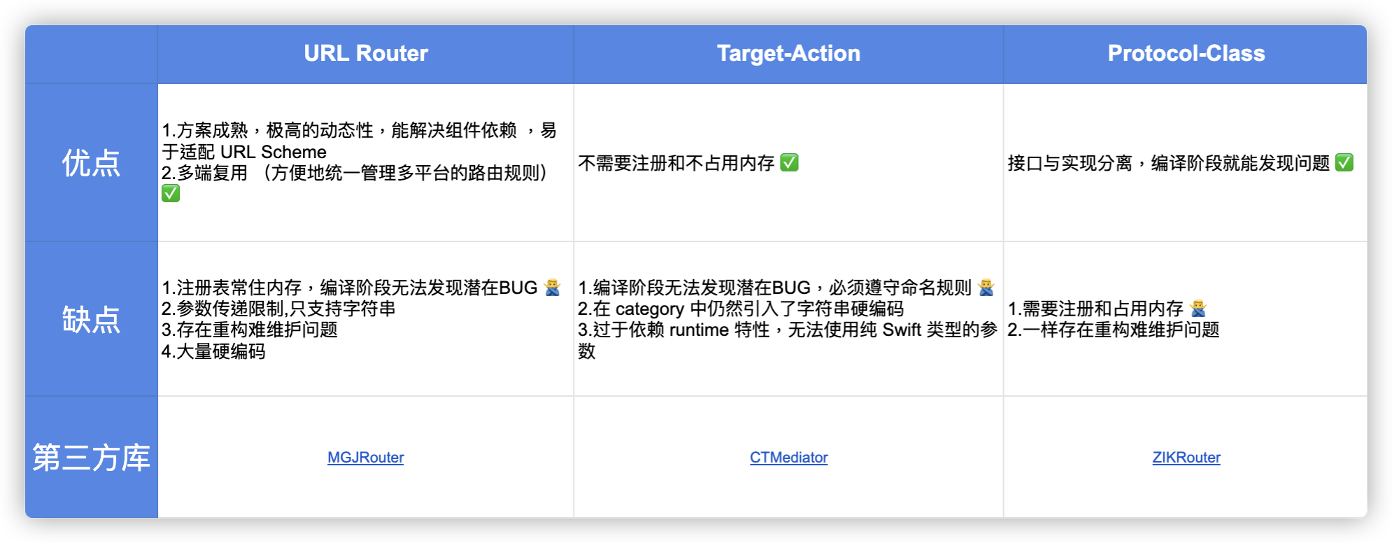 URL Router
Target-Action
Protocol-Class
优点
1.方案成熟，极高的动态性，能解决组件依赖 ，易
于适配 URL Scheme
2.多端复用 （方便地统一管理多平台的路由规则）
✅
不需要注册和不占用内存 ✅
接口与实现分离，编译阶段就能发现问题 ✅
缺点
1.注册表常住内存，编译阶段无法发现潜在BUG 🙅‍♂️
2.参数传递限制,只支持字符串
3.存在重构难维护问题
4.大量硬编码
1.编译阶段无法发现潜在BUG，必须遵守命名规则 🙅‍♂️
2.在 category 中仍然引入了字符串硬编码
3.过于依赖 runtime 特性，无法使用纯 Swift 类型的参
数
1.需要注册和占用内存 🙅‍♂️
2.一样存在重构难维护问题
第三方库
MGJRouter
CTMediator
ZIKRouter